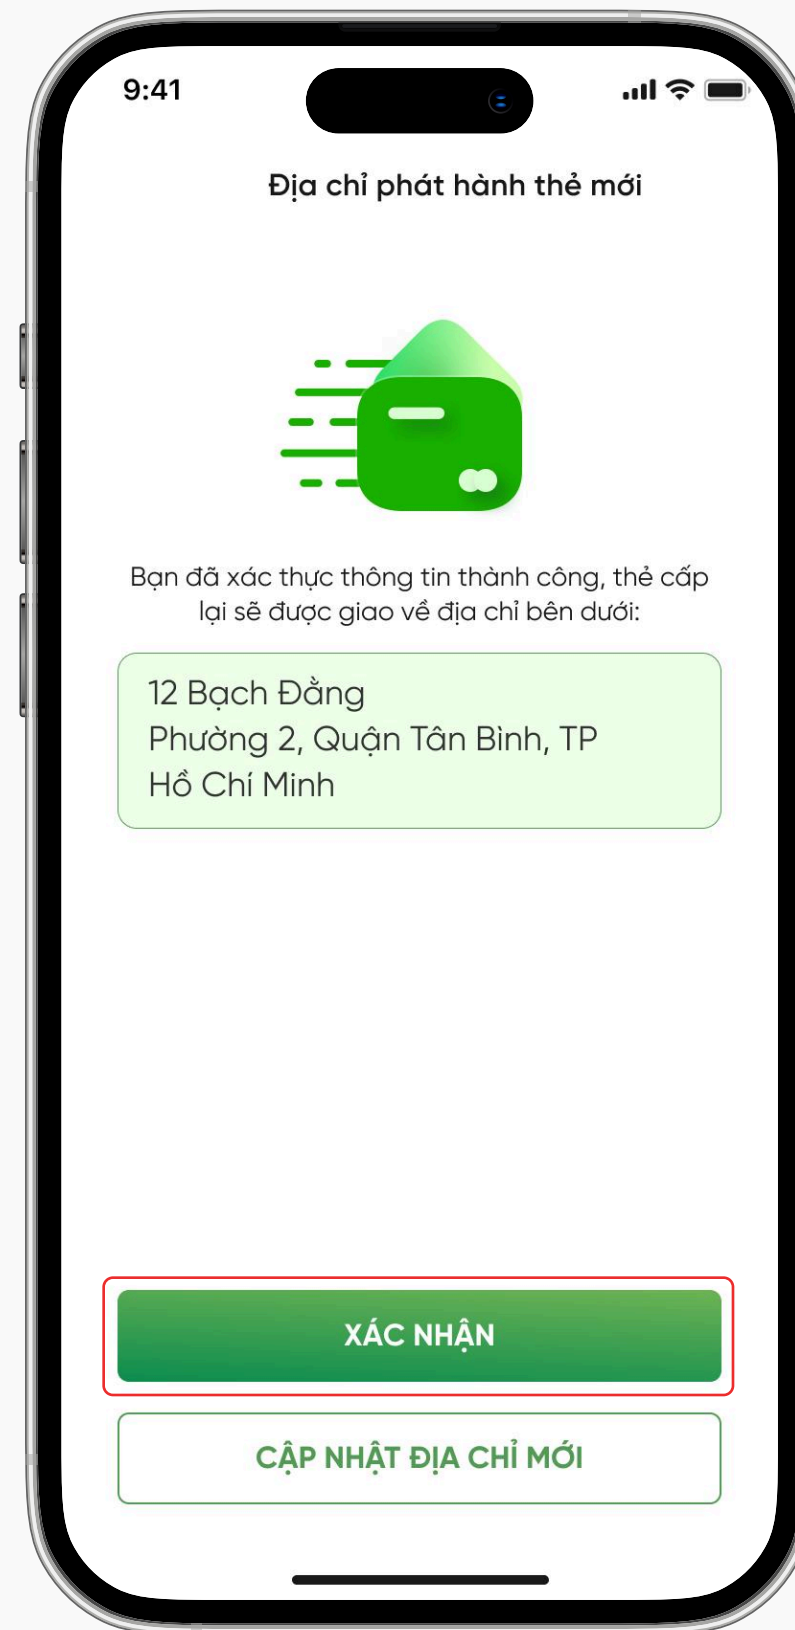 9:41
Địa chỉ phát hành thẻ mới
Bạn đã xác thực thông tin thành công, thẻ cấp
lại sẽ được giao về địa chỉ bên dưới:
12 Bạch Đằng
Phường 2, Quận Tân Bình, TP
Hồ Chí Minh
XÁC NHẬN
CẬP NHẬT ĐỊA CHỈ MỚI